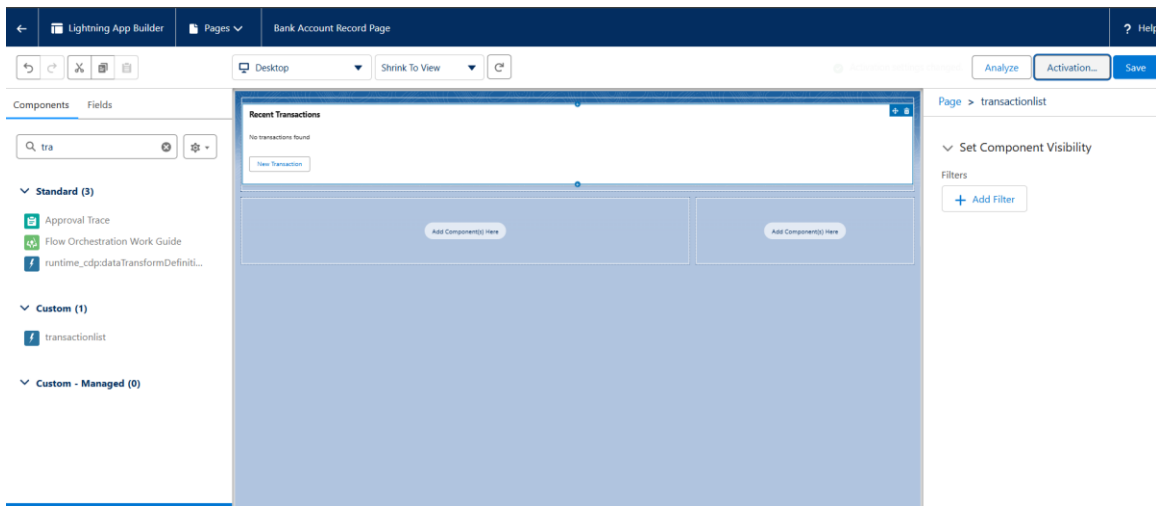 Lightning App Builder
Pages
Bank Account Record Page
? Help
Desktop
Shrink To View
Analyze
Activation...
Save
Components
Fields
tra
Standard (3)
Approval Trace
Flow Orchestration Work Guide
runtime_cdp:dataTransformDefiniti...
Custom (1)
transactionlist
Custom - Managed (0)
Recent Transactions
No transactions found
New Transaction
Add Component(s) Here
Add Component(s) Here
Page > transactionlist
Set Component Visibility
Filters
+ Add Filter